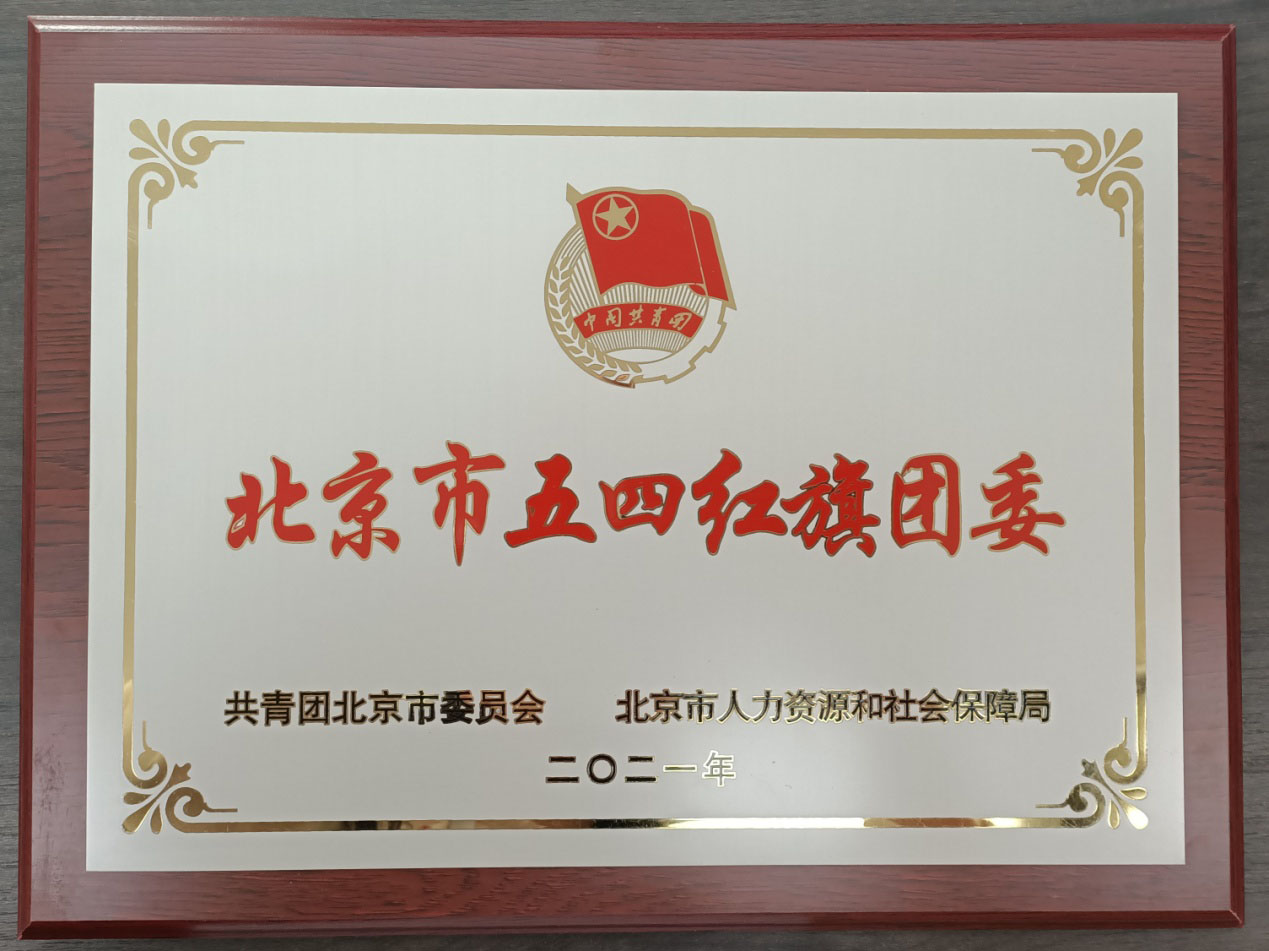 中国共青团
北京市五四红旗团委
共青团北京市委员会 北京市人力资源和社会保障局
二〇二一年